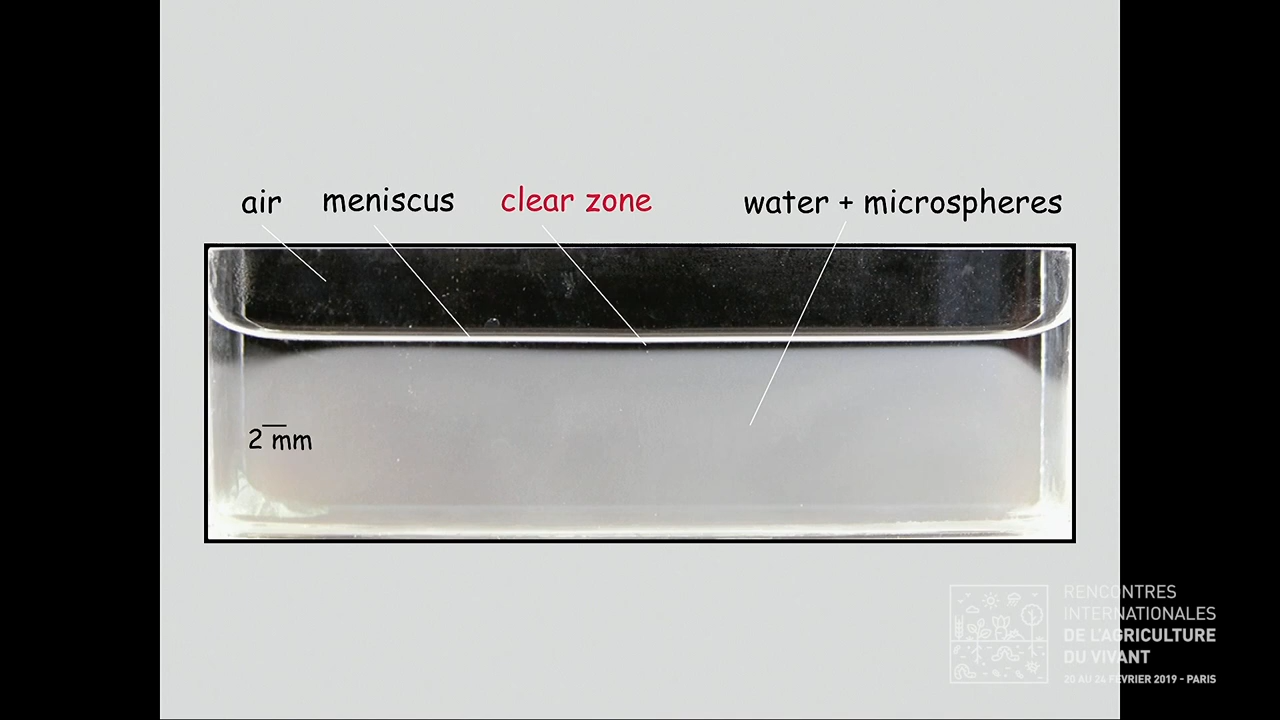 air
meniscus
clear zone
water + microspheres
2 mm
RENCONTRES
INTERNATIONALES
DE L'AGRICULTURE
DU VIVANT
20 AU 24 FÉVRIER 2019 - PARIS